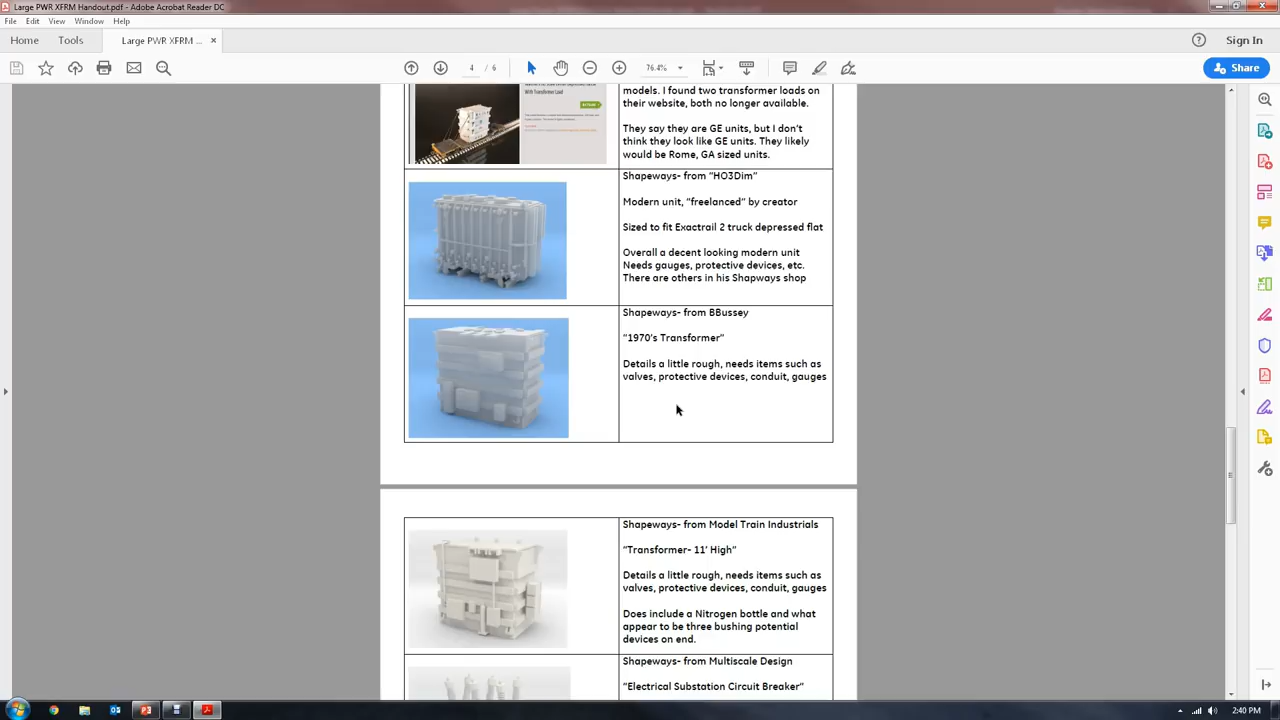 Large PWR XFRM Handout.pdf - Adobe Acrobat Reader DC
File Edit View Window Help
Home Tools Large PWR XFRM ... ×
Sign In
4 / 6
76.4%
Share
With Transformer Load
models. I found two transformer loads on
their website, both no longer available.
They say they are GE units, but I don't
think they look like GE units. They likely
would be Rome, GA sized units.
Shapeways- from "HO3Dim"
Modern unit, "freelanced" by creator
Sized to fit Exactrail 2 truck depressed flat
Overall a decent looking modern unit
Needs gauges, protective devices, etc.
There are others in his Shapways shop
Shapeways- from BBussey
"1970's Transformer"
Details a little rough, needs items such as
valves, protective devices, conduit, gauges
Shapeways- from Model Train Industrials
"Transformer- 11' High"
Details a little rough, needs items such as
valves, protective devices, conduit, gauges
Does include a Nitrogen bottle and what
appear to be three bushing potential
devices on end.
Shapeways- from Multiscale Design
"Electrical Substation Circuit Breaker"
2:40 PM